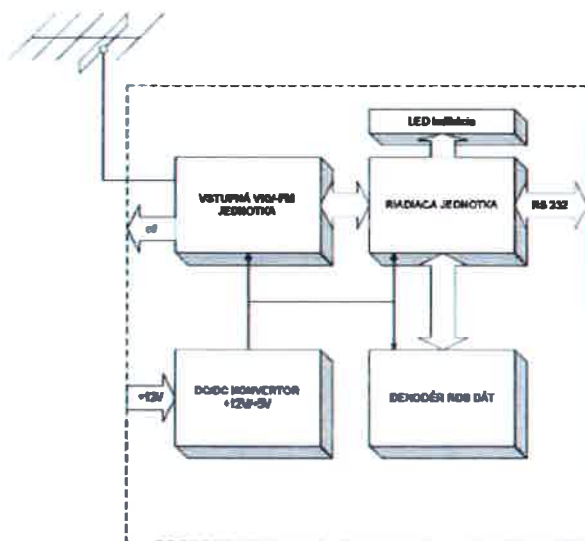 LED indikácia
VSTUPNÁ VKV-FM
JEDNOTKA
RIADIACA JEDNOTKA
RS 232
+12V
DC/DC KONVERTOR
+12V/+5V
DEKODÉR RDS DÁT